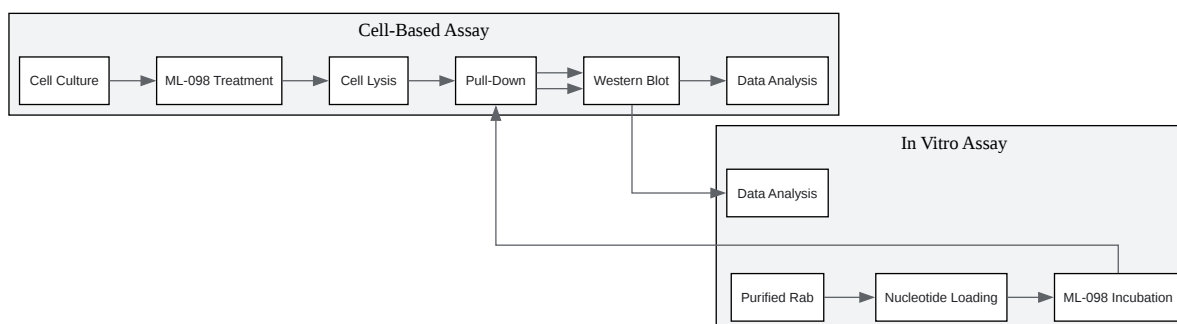 Cell-Based Assay
Cell Culture
ML-098 Treatment
Cell Lysis
Pull-Down
Western Blot
Data Analysis
In Vitro Assay
Data Analysis
Purified Rab
Nucleotide Loading
ML-098 Incubation